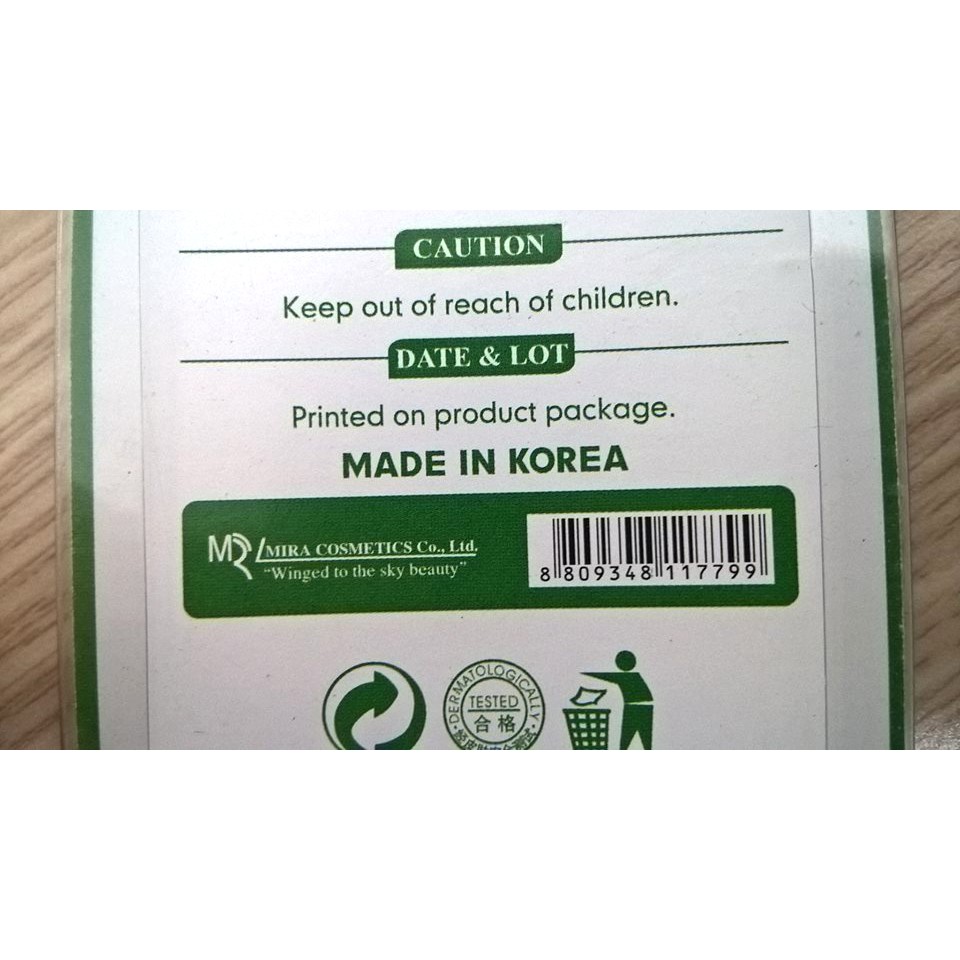 CAUTION
Keep out of reach of children.
DATE & LOT
Printed on product package.
MADE IN KOREA
MR MIRA COSMETICS Co., Ltd.
"Winged to the sky beauty"
8 809348 117799
DERMATOLOGICALLY
TESTED
合格